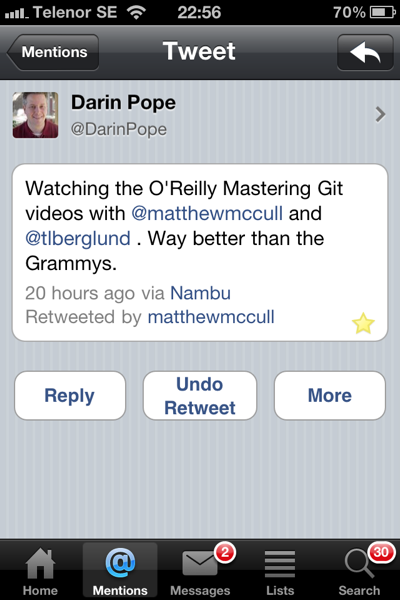 Telenor SE 22:56 70%
Mentions Tweet
Darin Pope
@DarinPope
Watching the O'Reilly Mastering Git
videos with @matthewmccull and
@tlberglund . Way better than the
Grammys.
20 hours ago via Nambu
Retweeted by matthewmccull
Reply Undo Retweet More
@ 2 30
Home Mentions Messages Lists Search